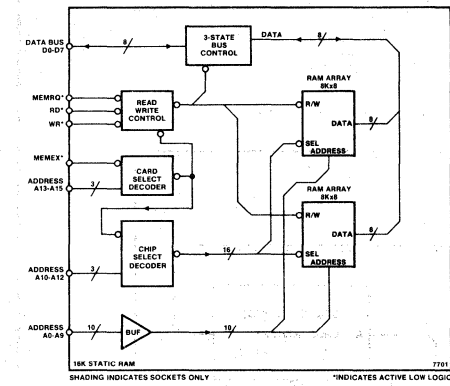 3-STATE
BUS
CONTROL
DATA
8
DATA BUS
D0-D7
8
RAM ARRAY
8Kx8
MEMRQ*
RD*
WR*
READ
WRITE
CONTROL
R/W
DATA
8
SEL
ADDRESS
MEMEX*
ADDRESS
A13-A15
3
CARD
SELECT
DECODER
RAM ARRAY
8Kx8
R/W
DATA
8
SEL
ADDRESS
CHIP
SELECT
DECODER
16
ADDRESS
A10-A12
3
ADDRESS
A0-A9
10
BUF
10
16K STATIC RAM
7701
SHADING INDICATES SOCKETS ONLY
*INDICATES ACTIVE LOW LOGIC